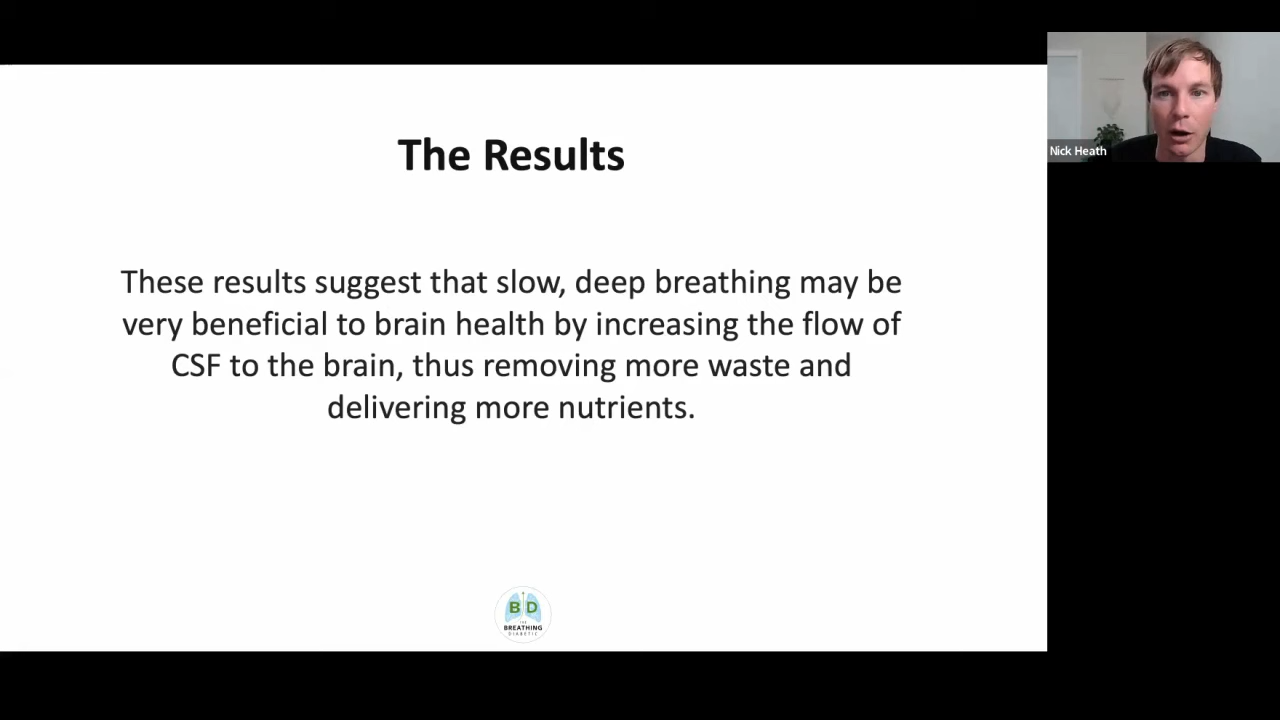 The Results
Nick Heath
These results suggest that slow, deep breathing may be
very beneficial to brain health by increasing the flow of
CSF to the brain, thus removing more waste and
delivering more nutrients.
B D
THE
BREATHING
DIABETIC